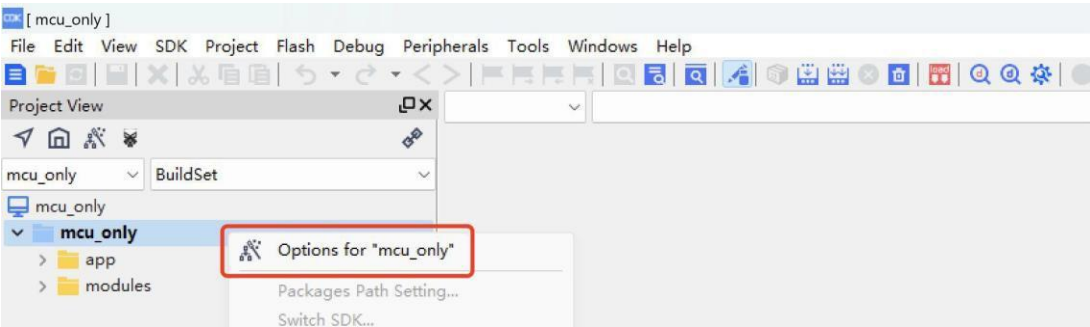 CDK [ mcu_only ]
File Edit View SDK Project Flash Debug Peripherals Tools Windows Help
Project View
mcu_only BuildSet
mcu_only
mcu_only
Options for "mcu_only"
app
modules
Packages Path Setting...
Switch SDK...